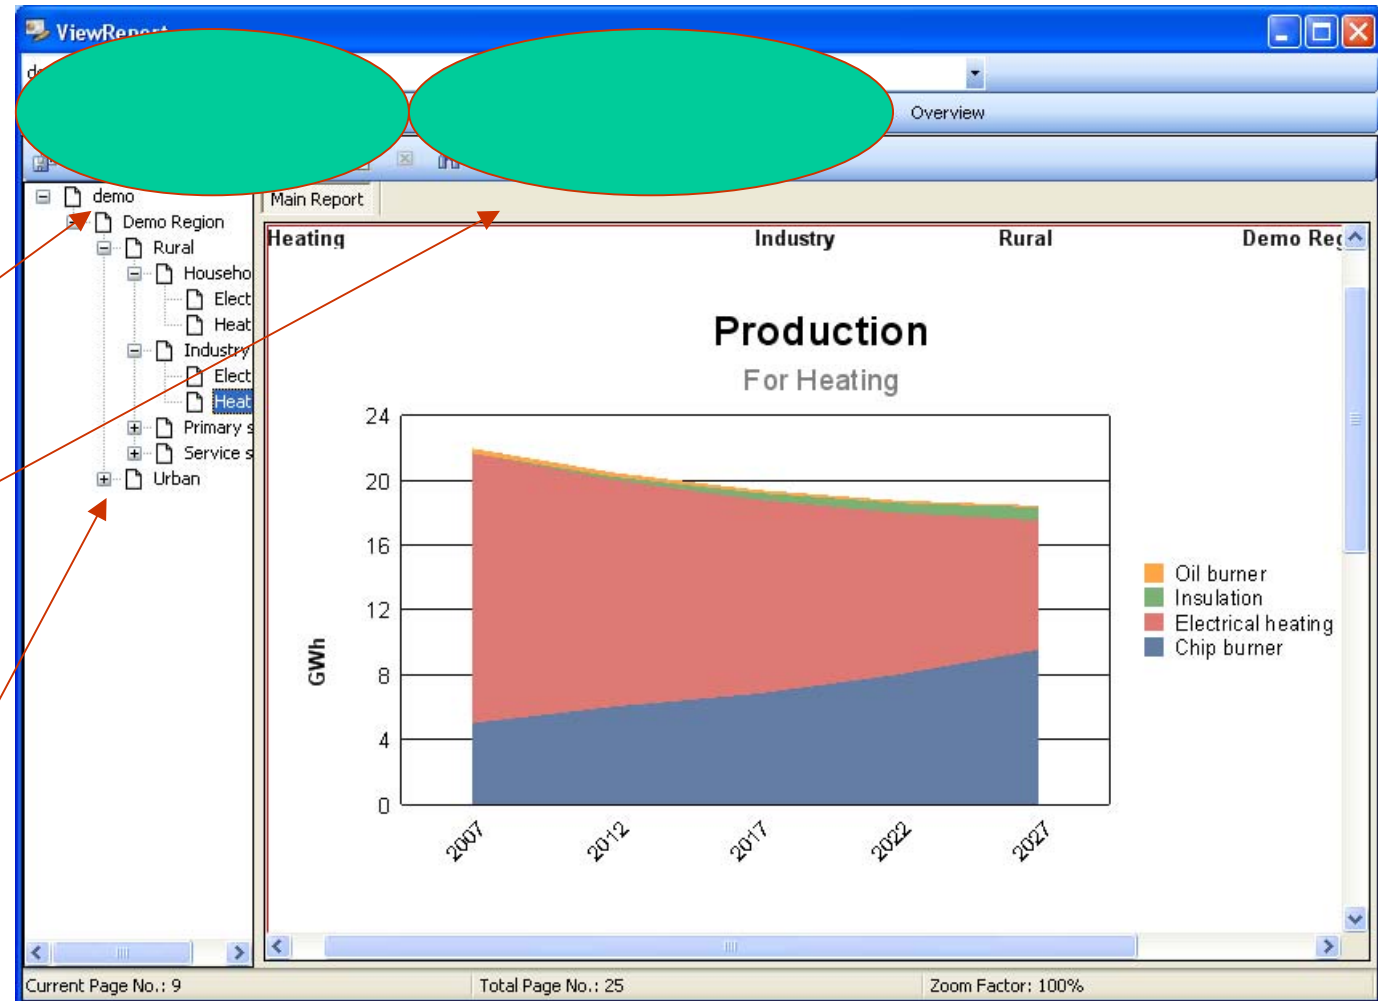 ViewReport
Overview
demo
Demo Region
Rural
Househo
Elect
Heat
Industry
Elect
Heat
Primary s
Service s
Urban
Main Report
Heating Industry Rural Demo Reg
Production
For Heating
24
20
16
12
8
4
0
GWh
2007 2012 2017 2022 2027
Oil burner
Insulation
Electrical heating
Chip burner
Current Page No.: 9 Total Page No.: 25 Zoom Factor: 100%